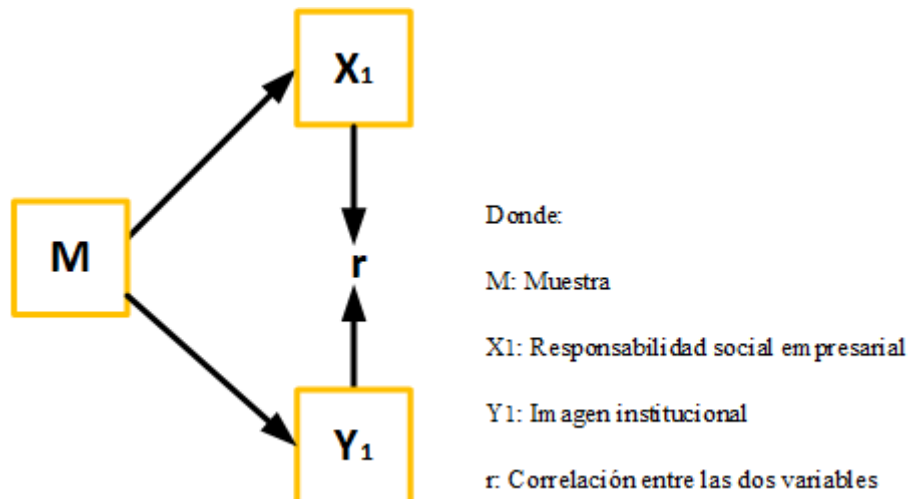 X1
M
r
Y1
Donde:
M: Muestra
X1: Responsabilidad social empresarial
Y1: Imagen institucional
r: Correlación entre las dos variables